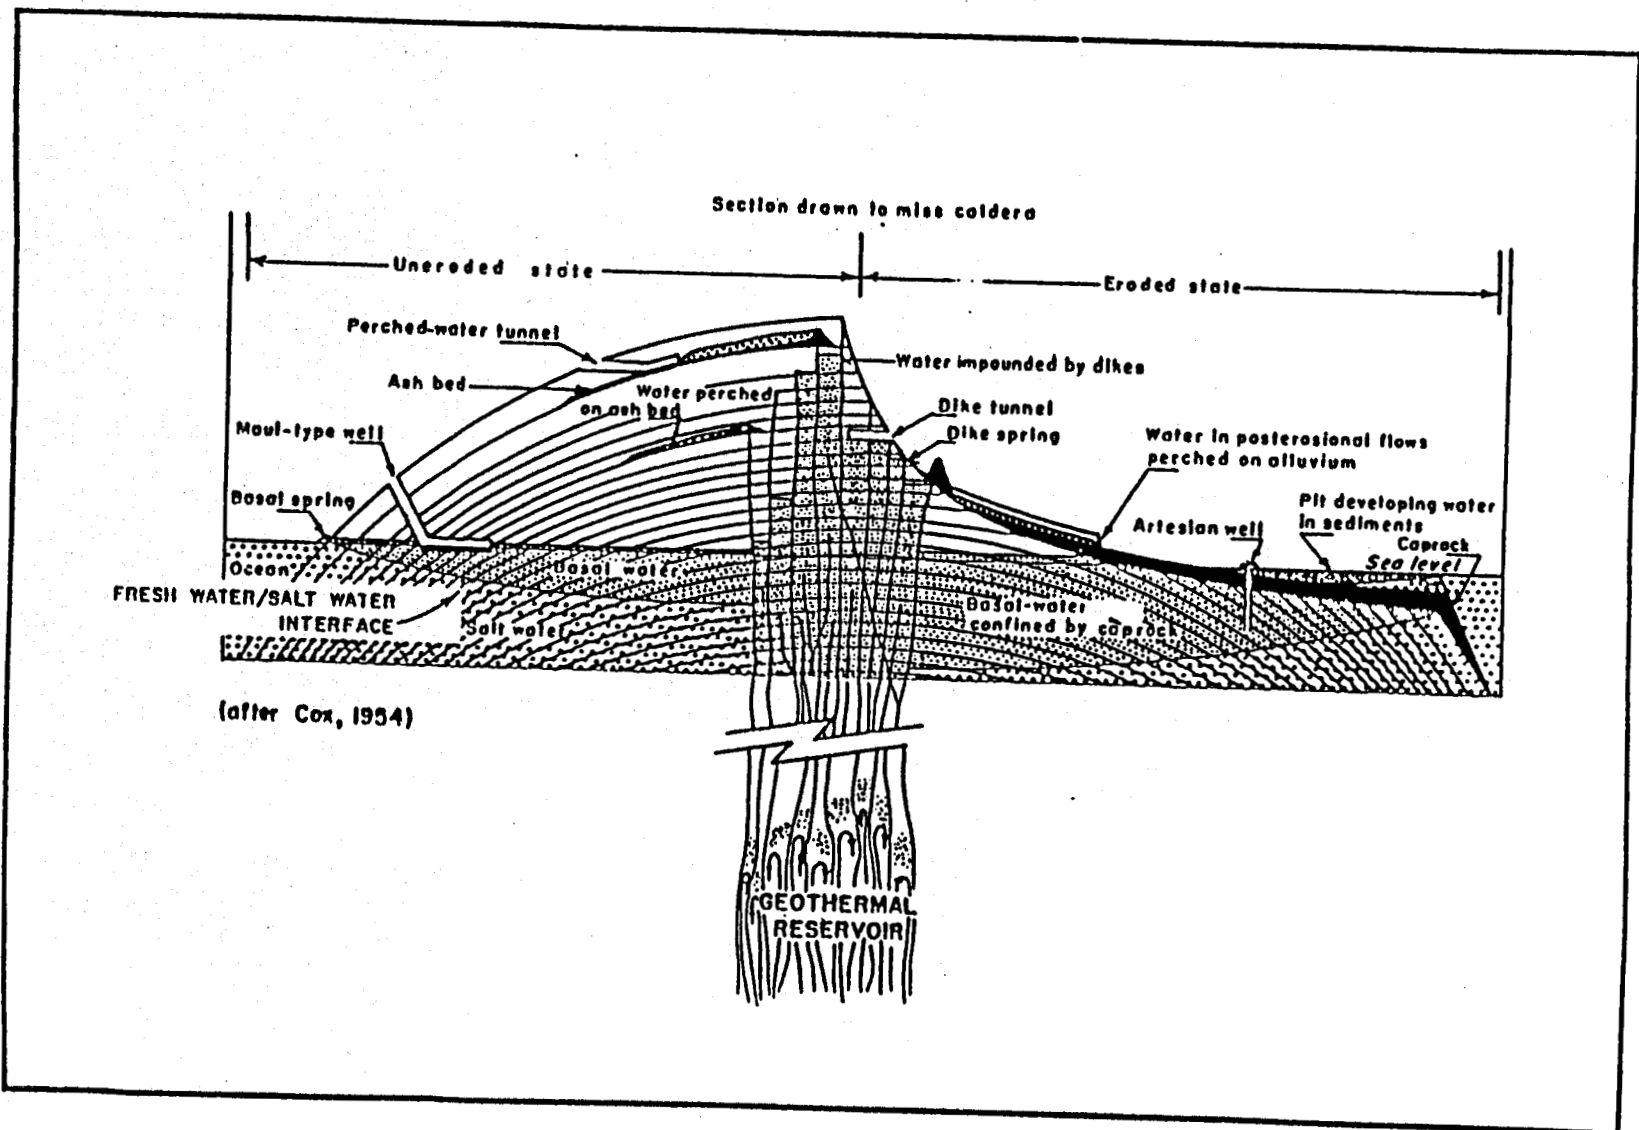 Section drawn to miss caldera
Uneroded state
Eroded state
Perched-water tunnel
Water impounded by dikes
Ash bed
Water perched
on ash bed
Dike tunnel
Dike spring
Maui-type well
Water in posterosional flows
perched on alluvium
Basal spring
Pit developing water
in sediments
Artesian well
Caprock
Sea level
Ocean
Basal water
FRESH WATER/SALT WATER
INTERFACE
Salt water
Basal-water
confined by caprock
(after Cox, 1954)
GEOTHERMAL
RESERVOIR